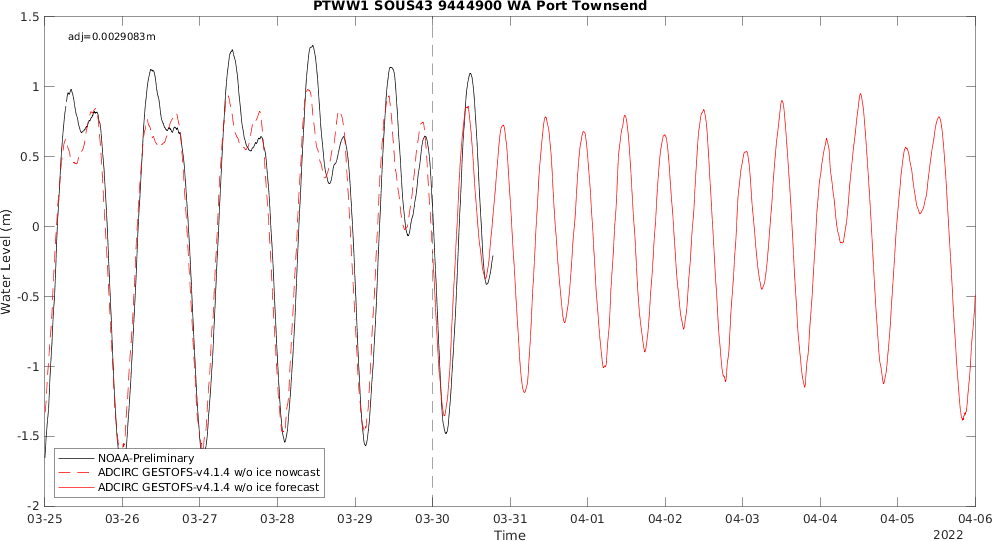 PTWW1 SOUS43 9444900 WA Port Townsend
adj=0.0029083m
1.5
1
0.5
0
-0.5
-1
-1.5
-2
Water Level (m)
NOAA-Preliminary
ADCIRC GESTOFS-v4.1.4 w/o ice nowcast
ADCIRC GESTOFS-v4.1.4 w/o ice forecast
03-25 03-26 03-27 03-28 03-29 03-30 03-31 04-01 04-02 04-03 04-04 04-05 04-06
Time
2022